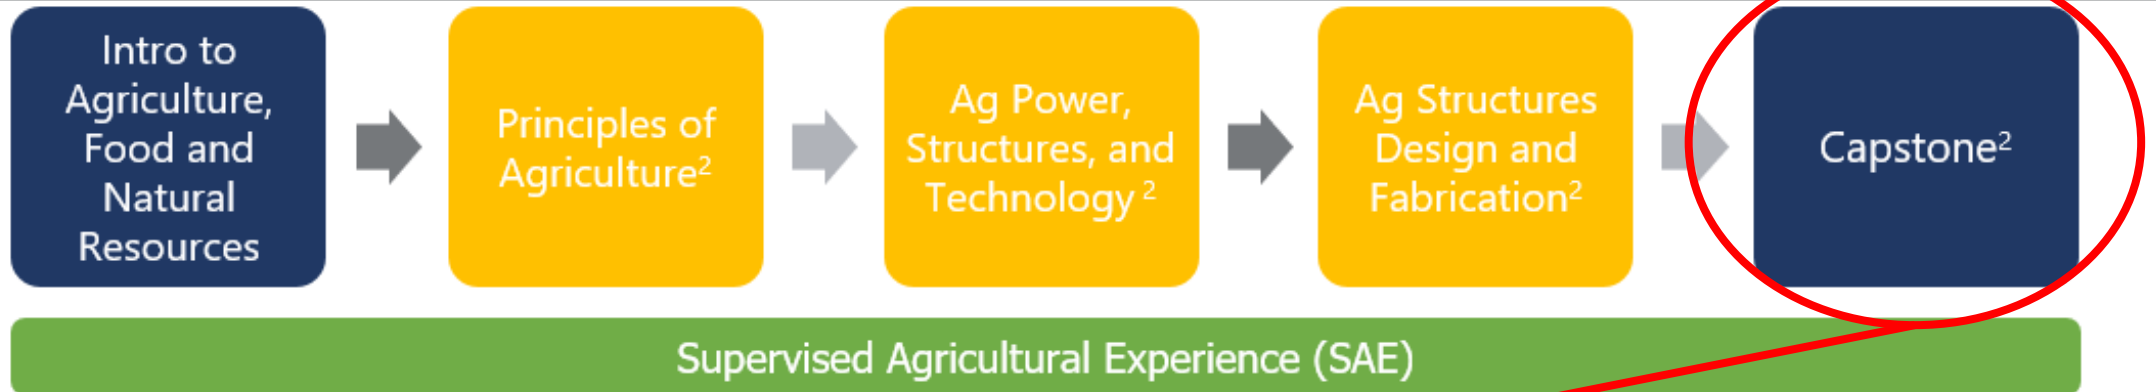 Intro to
Agriculture,
Food and
Natural
Resources
Principles of
Agriculture²
Ag Power,
Structures, and
Technology ²
Ag Structures
Design and
Fabrication²
Capstone²
Supervised Agricultural Experience (SAE)